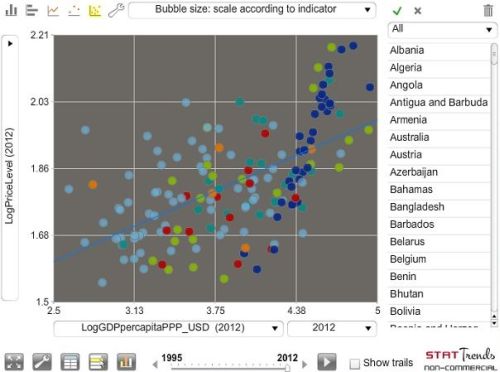 Bubble size: scale according to indicator
All
2.21
2.03
1.86
1.68
1.5
LogPriceLevel (2012)
2.5
3.13
3.75
4.38
5
LogGDPpercapitaPPP_USD (2012)
2012
Albania
Algeria
Angola
Antigua and Barbuda
Armenia
Australia
Austria
Azerbaijan
Bahamas
Bangladesh
Barbados
Belarus
Belgium
Benin
Bhutan
Bolivia
Bosnia and Herzeg
1995
2012
Show trails
STAT Trends
NON-COMMERCIAL